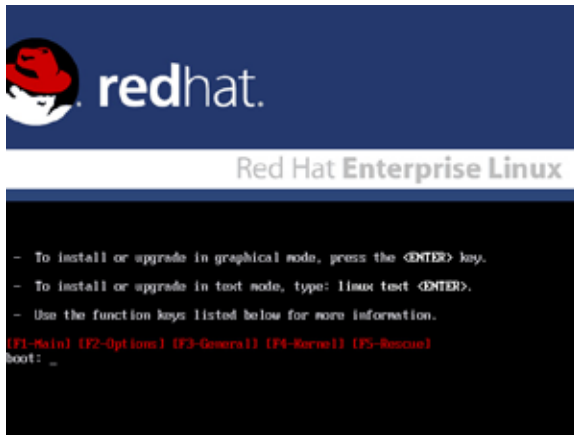 redhat.
Red Hat Enterprise Linux
- To install or upgrade in graphical mode, press the <ENTER> key.
- To install or upgrade in text mode, type: linux text <ENTER>.
- Use the function keys listed below for more information.
[F1-Main] [F2-Options] [F3-General] [F4-Kernel] [F5-Rescue]
boot: _